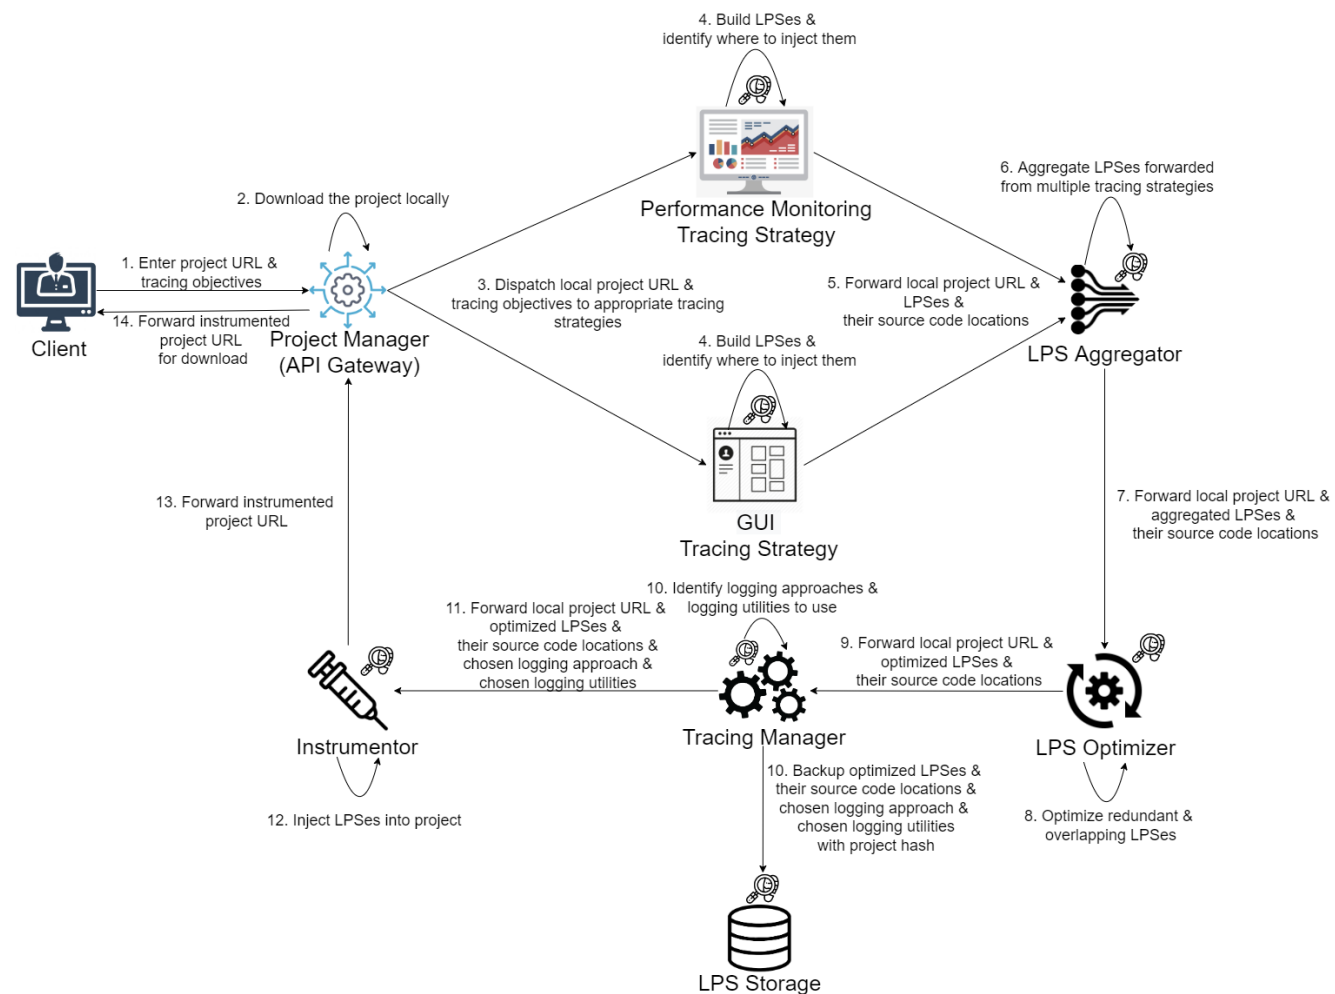 4. Build LPSes &
identify where to inject them
Performance Monitoring
Tracing Strategy
6. Aggregate LPSes forwarded
from multiple tracing strategies
2. Download the project locally
1. Enter project URL &
tracing objectives
14. Forward instrumented
project URL
for download
Client
Project Manager
(API Gateway)
3. Dispatch local project URL &
tracing objectives to appropriate tracing
strategies
5. Forward local project URL &
LPSes &
their source code locations
LPS Aggregator
4. Build LPSes &
identify where to inject them
GUI
Tracing Strategy
13. Forward instrumented
project URL
7. Forward local project URL &
aggregated LPSes &
their source code locations
10. Identify logging approaches &
logging utilities to use
11. Forward local project URL &
optimized LPSes &
their source code locations &
chosen logging approach &
chosen logging utilities
9. Forward local project URL &
optimized LPSes &
their source code locations
Instrumentor
Tracing Manager
LPS Optimizer
12. Inject LPSes into project
10. Backup optimized LPSes &
their source code locations &
chosen logging approach &
chosen logging utilities
with project hash
8. Optimize redundant &
overlapping LPSes
LPS Storage